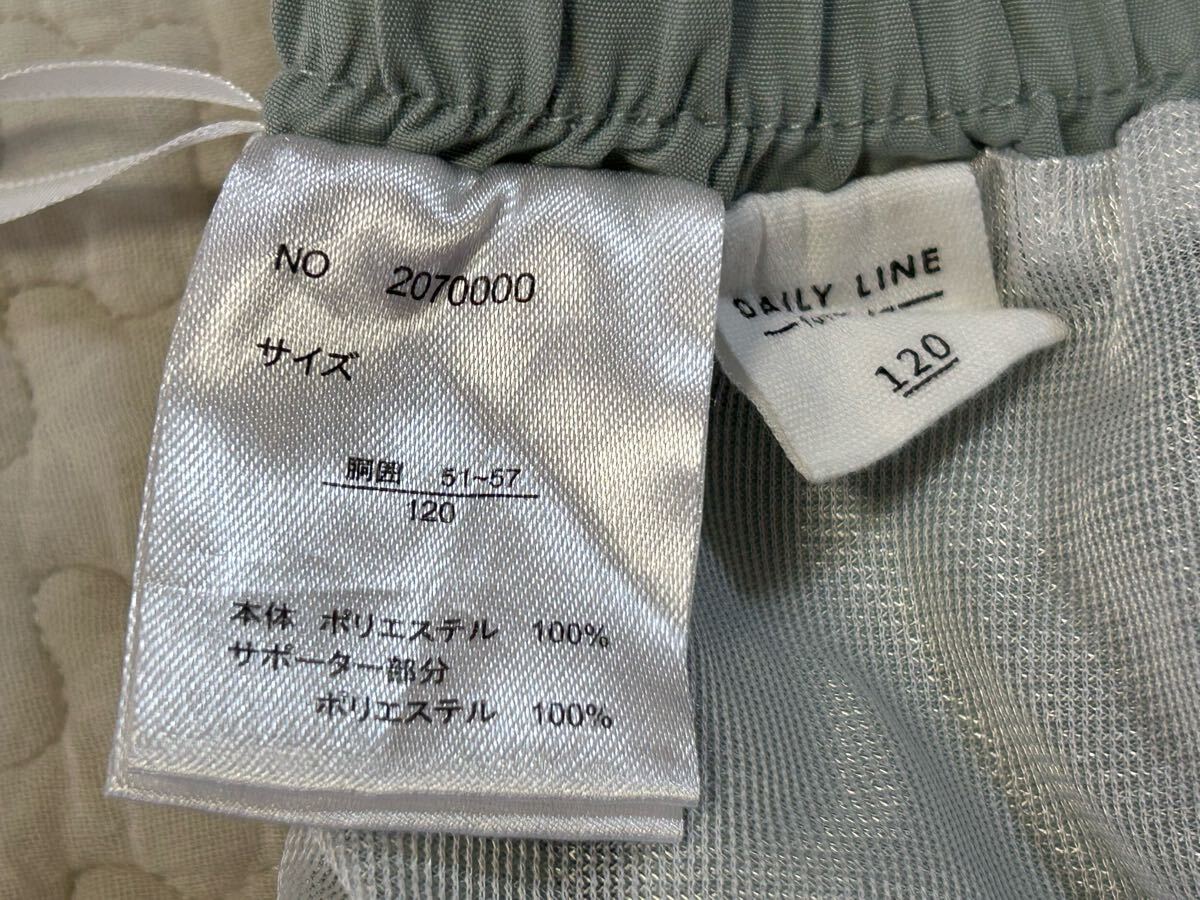 NO 2070000
サイズ
胴囲 51~57
120
本体 ポリエステル 100%
サポーター部分
ポリエステル 100%
DAILY LINE
120